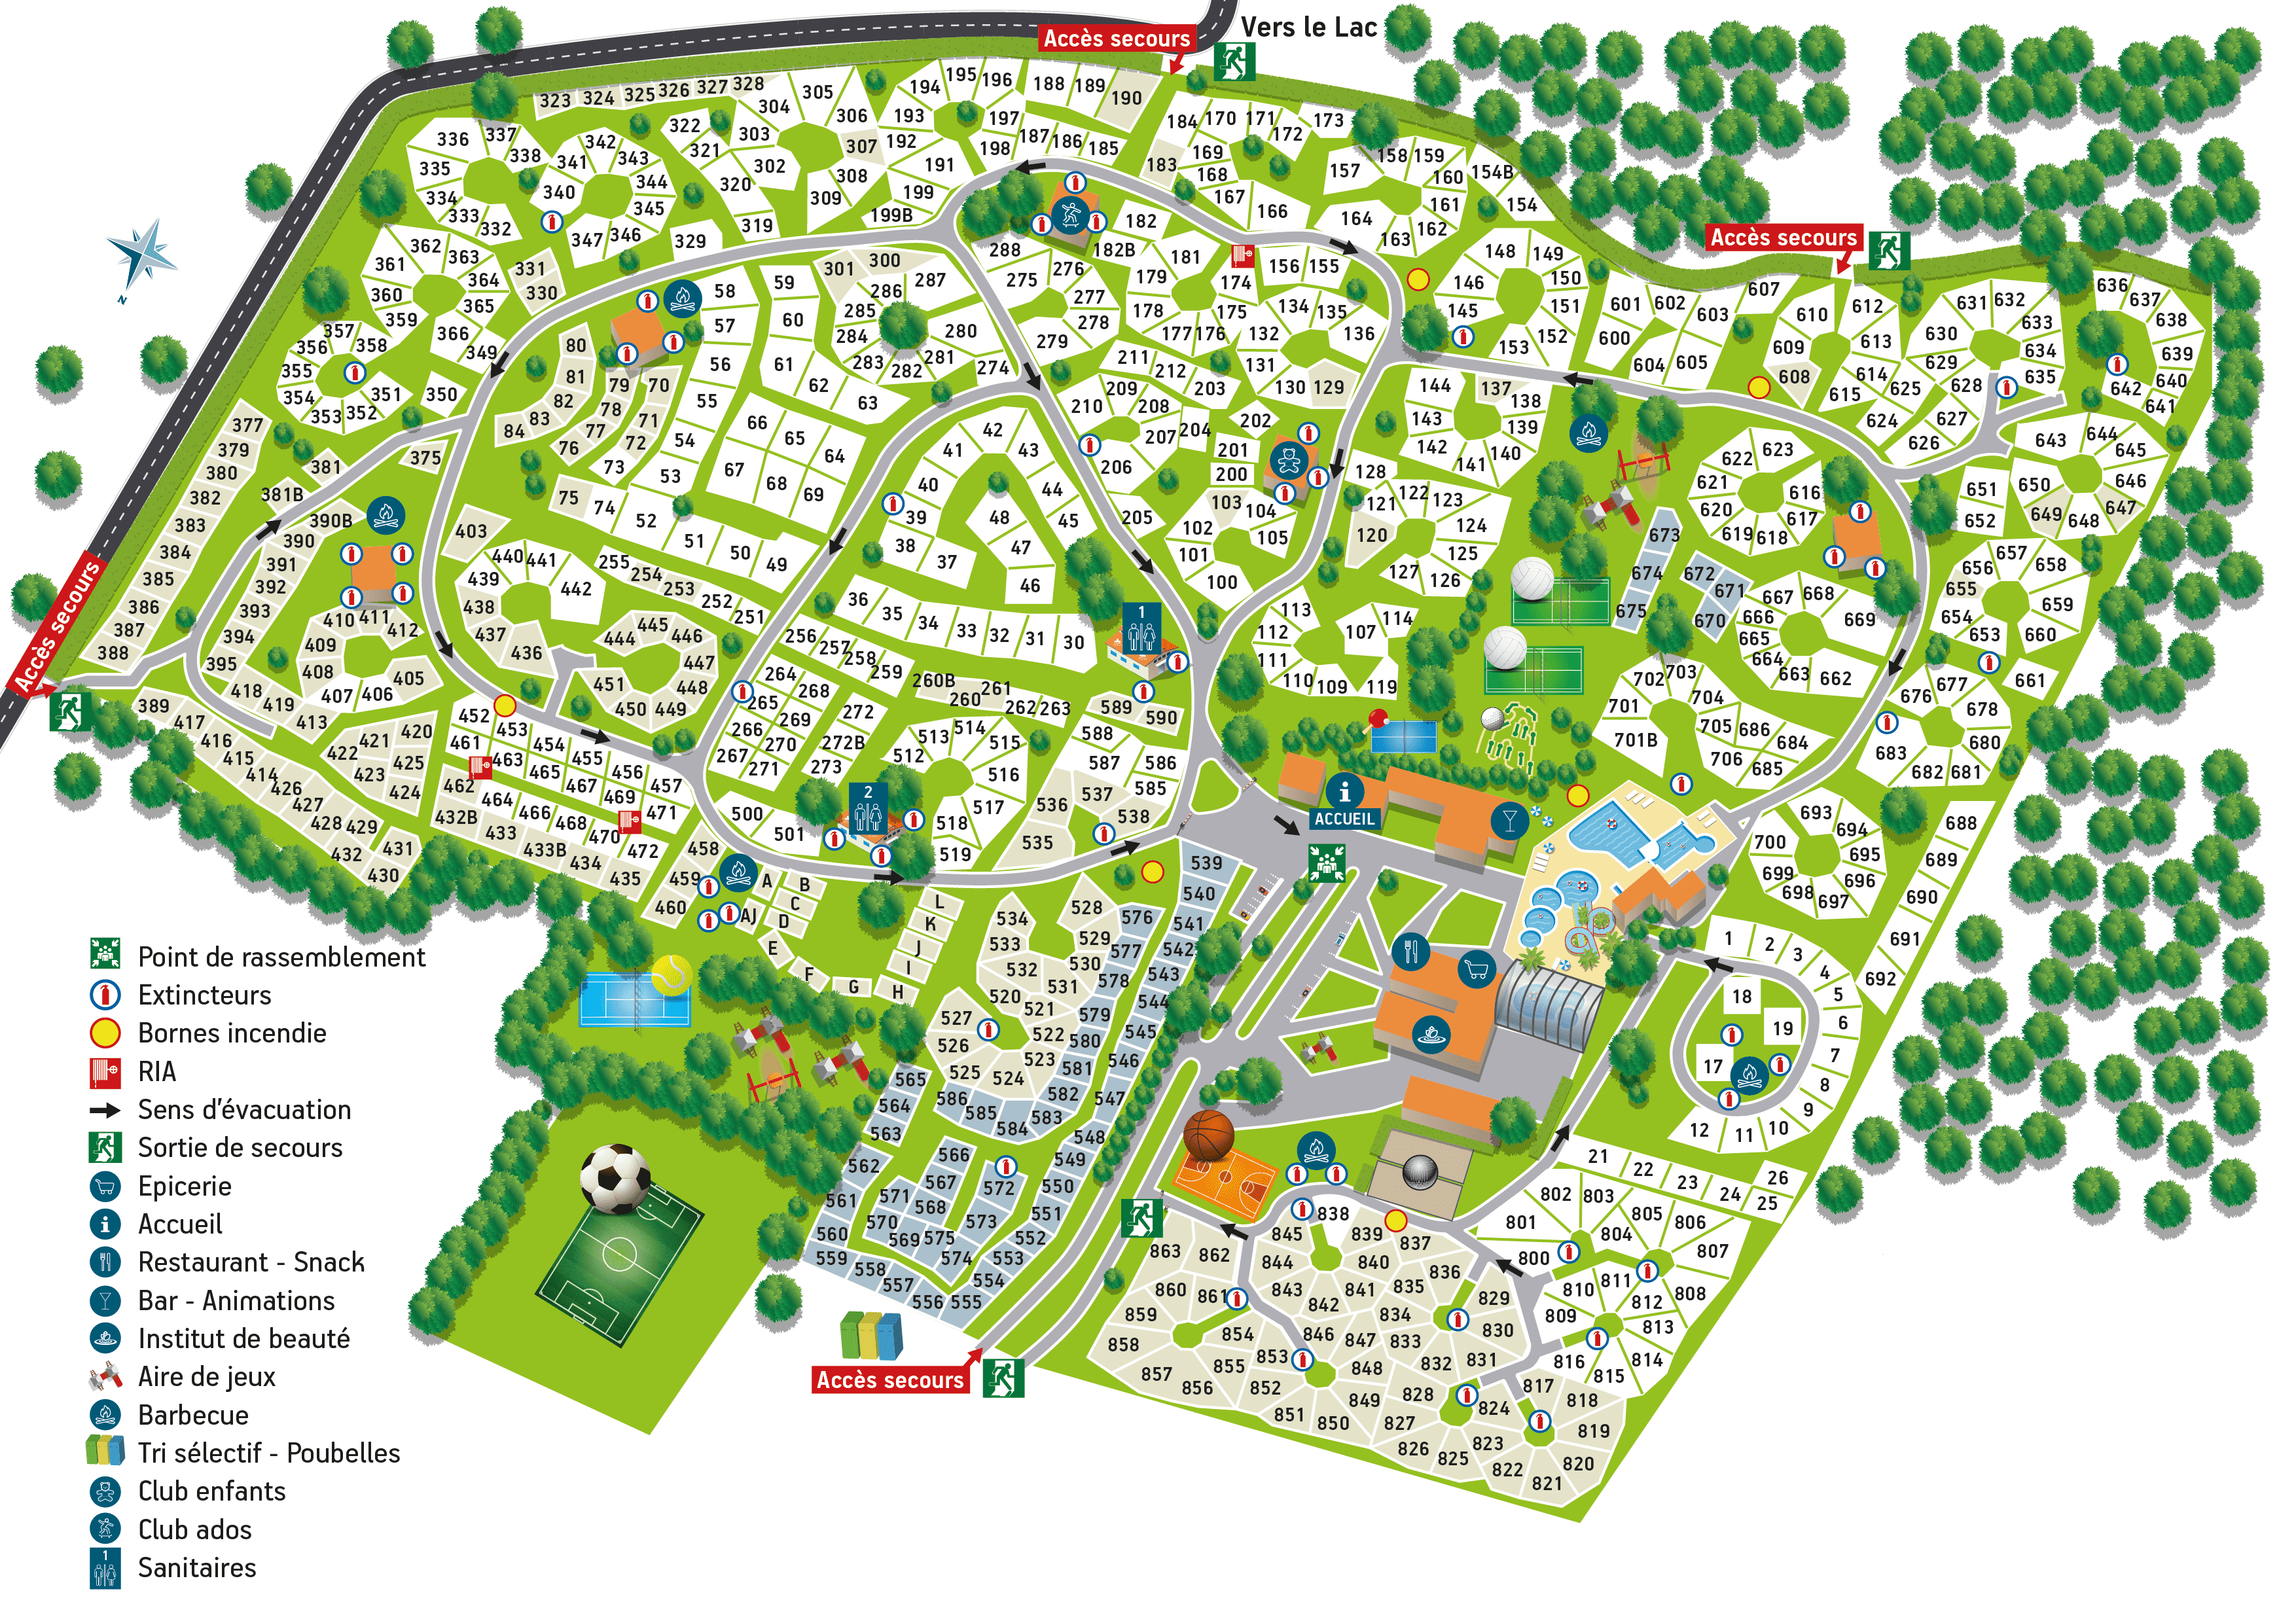 Vers le Lac
Accès secours
Accès secours
Accès secours
Accès secours
N
323 324 325 326 327 328
304 305 306 303 307 302 308 309
322 321 320 319
194 195 196 193 197 192 198 191 199 199B
188 189 190
187 186 185
184 170 171 172 173
183 169 168 167 166
157 158 159 160 161 162 163 164
154B 154
336 337 335 338 334 333 332
342 341 343 340 344 345 347 346
329
331 330
362 361 363 364 360 365 359 366
357 356 358 355 354 353 352 351 350 349
182 182B
288 275 276 277 278 279
181 179 174 178 175 177 176
156 155
134 135 132 136 131 130 129
148 149 146 150 145 151 153 152
601 602 603 600 604 605 607
610 612 609 613 608 614 615
631 632 630 633 629 634 628 635 625 627 624 626
636 637 638 639 640 642 641
643 644 645 650 646 649 648 647
651 652
301 300 287 286 285 284 283 282 281 280 274
58 59 57 60 56 61 62 63 55 54 53
66 65 64 67 68 69
80 81 82 83 84
79 70 78 71 77 72 76 73
75 74 52 51 50 49
211 212 209 203 210 208 207 204 206 205
202 201 200
144 137 138 143 139 142 140 141
128 121 122 123 120 124 125 127 126
103 104 102 105 101 100
42 41 43 40 44 39 48 45 38 37 47 46
377 379 380 382 383 384 385 386 387 388
381 381B 375
390B 390 391 392 393 394 395
403
440 441 439 442 438 437 436
410 411 412 409 408 407 406 405
418 419 413
255 254 253 252 251
445 444 446 447 451 448 450 449
36 35 34 33 32 31 30
256 257 258 259 260B 260 261 262 263
264 265 268 266 269 267 270 271 272 272B 273
1
113 112 111 110 109 107 114 119
622 623 621 616 620 617 619 618
673 674 675 672 671 670
667 668 666 669 665 664 663 662
657 656 658 655 659 654 653 660 661
702 703 701 704 701B 705 686 684 706 685
676 677 678 683 680 682 681
389 417 416 415 414 426 427 428 429 432 431 430
420 421 422 425 423 424
452 453 461 454 463 455 465 456 462 467 457 464 469 466 471 468 470 472
432B 433 433B 434 435
458 459 460
500 501
2
514 513 515 512 516 517 518 519
589 590 588 587 586 585
537 536 538 535
ACCUEIL
693 694 700 695 699 696 698 697
688 689 690 691 692
A B C AJ D E F G H I J K L
539 540 541 542 543 544 545 546 547 548 549 550 551 552 553 554 555 556 557 558 559 560 561 562 563 564 565
534 528 533 529 532 530 531 520 521 527 522 526 523 525 524
576 577 578 579 580 581 582 583 584 585 586
566 567 568 571 570 569 575 574 573 572
1 2 3 4 5 6 7 8 9 10 11 12 17 18 19
21 22 23 24 25 26
802 803 801 804 805 806 807 800 811 810 812 808 809 813 814 816 815
838 845 839 837 844 840 836 843 841 835 842 834 829 830 833 846 847 848 832 831
863 862 860 861 859 858 854 857 855 853 856 852 851 850 849
828 827 826 825 824 823 822 821 820 819 818 817
Point de rassemblement
Extincteurs
Bornes incendie
RIA
Sens d'évacuation
Sortie de secours
Epicerie
Accueil
Restaurant - Snack
Bar - Animations
Institut de beauté
Aire de jeux
Barbecue
Tri sélectif - Poubelles
Club enfants
Club ados
1
Sanitaires